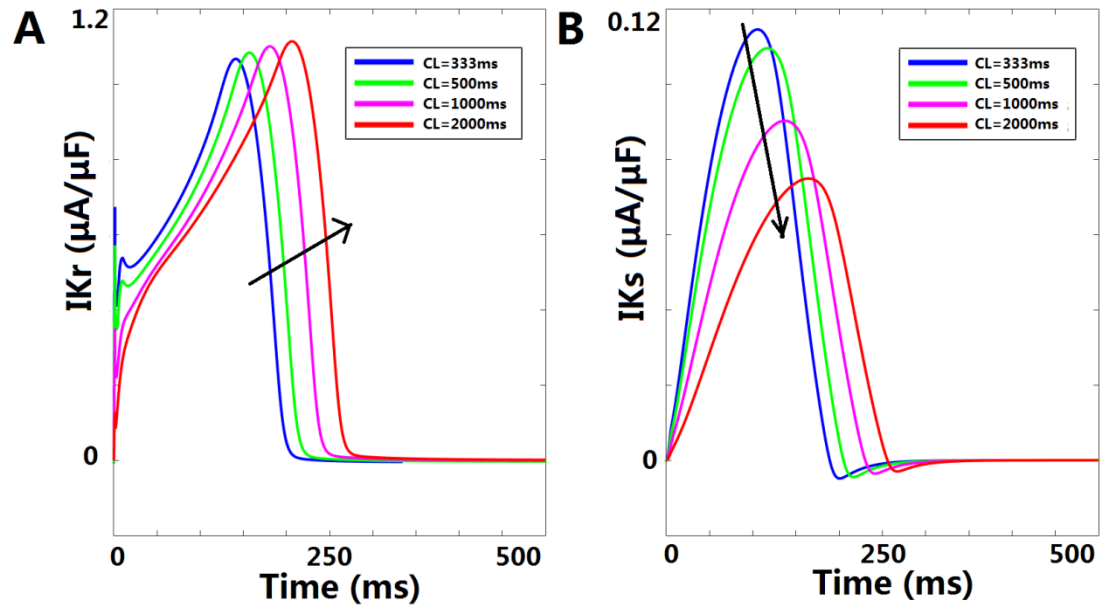 A
1.2
CL=333ms
CL=500ms
CL=1000ms
CL=2000ms
IKr (μA/μF)
0
0
250
500
Time (ms)
B
0.12
CL=333ms
CL=500ms
CL=1000ms
CL=2000ms
IKs (μA/μF)
0
0
250
500
Time (ms)